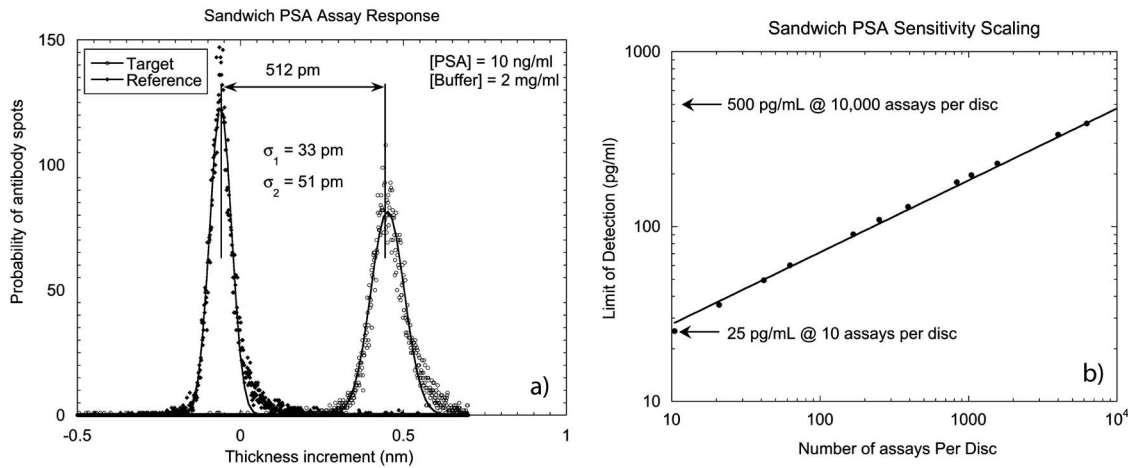 Sandwich PSA Assay Response
150
100
50
0
-0.5
0
0.5
1
Probability of antibody spots
Thickness increment (nm)
Target
Reference
512 pm
[PSA] = 10 ng/ml
[Buffer] = 2 mg/ml
σ1 = 33 pm
σ2 = 51 pm
a)
Sandwich PSA Sensitivity Scaling
1000
100
10
10
100
1000
10^4
Limit of Detection (pg/ml)
Number of assays Per Disc
500 pg/mL @ 10,000 assays per disc
25 pg/mL @ 10 assays per disc
b)